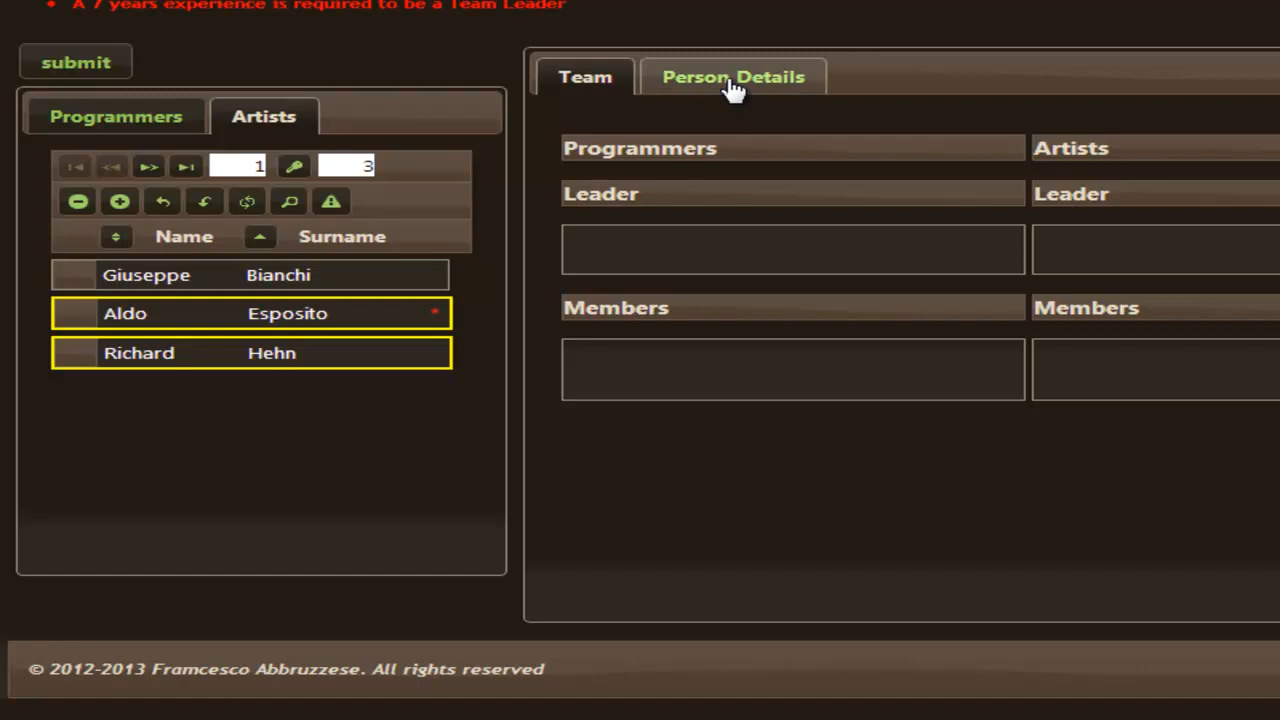 • A 7 years experience is required to be a Team Leader
submit
Programmers Artists
1 3
Name Surname
Giuseppe Bianchi
Aldo Esposito *
Richard Hehn
Team Person Details
Programmers Artists
Leader Leader
Members Members
© 2012-2013 Framcesco Abbruzzese. All rights reserved